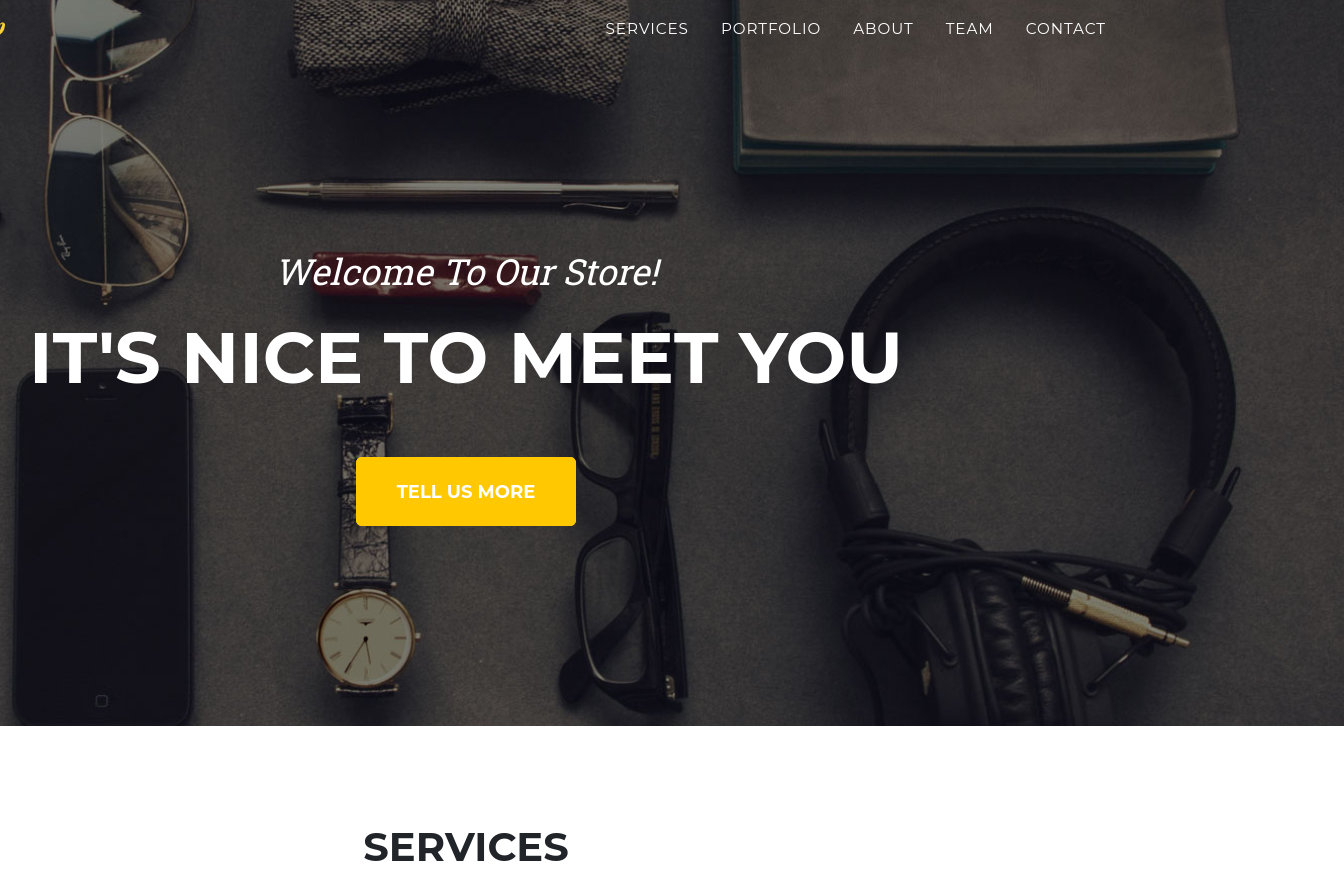 SERVICES PORTFOLIO ABOUT TEAM CONTACT
Welcome To Our Store!
IT'S NICE TO MEET YOU
TELL US MORE
SERVICES